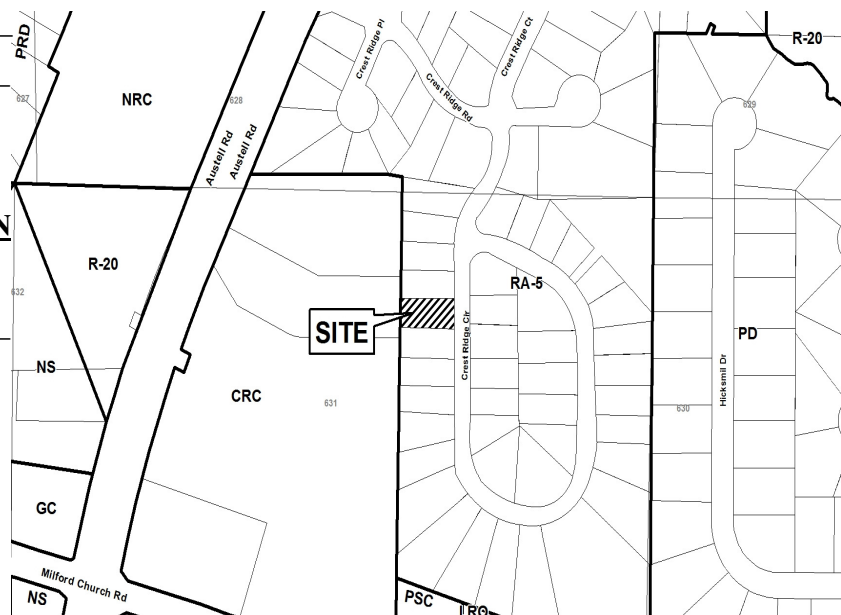 PRD
Crest Ridge Pl
Crest Ridge Ct
R-20
627
NRC
628
Crest Ridge Rd
629
Austell Rd
Austell Rd
N
R-20
632
RA-5
SITE
Crest Ridge Cir
PD
NS
Hicksmil Dr
CRC
631
630
GC
Milford Church Rd
NS
PSC
LRO